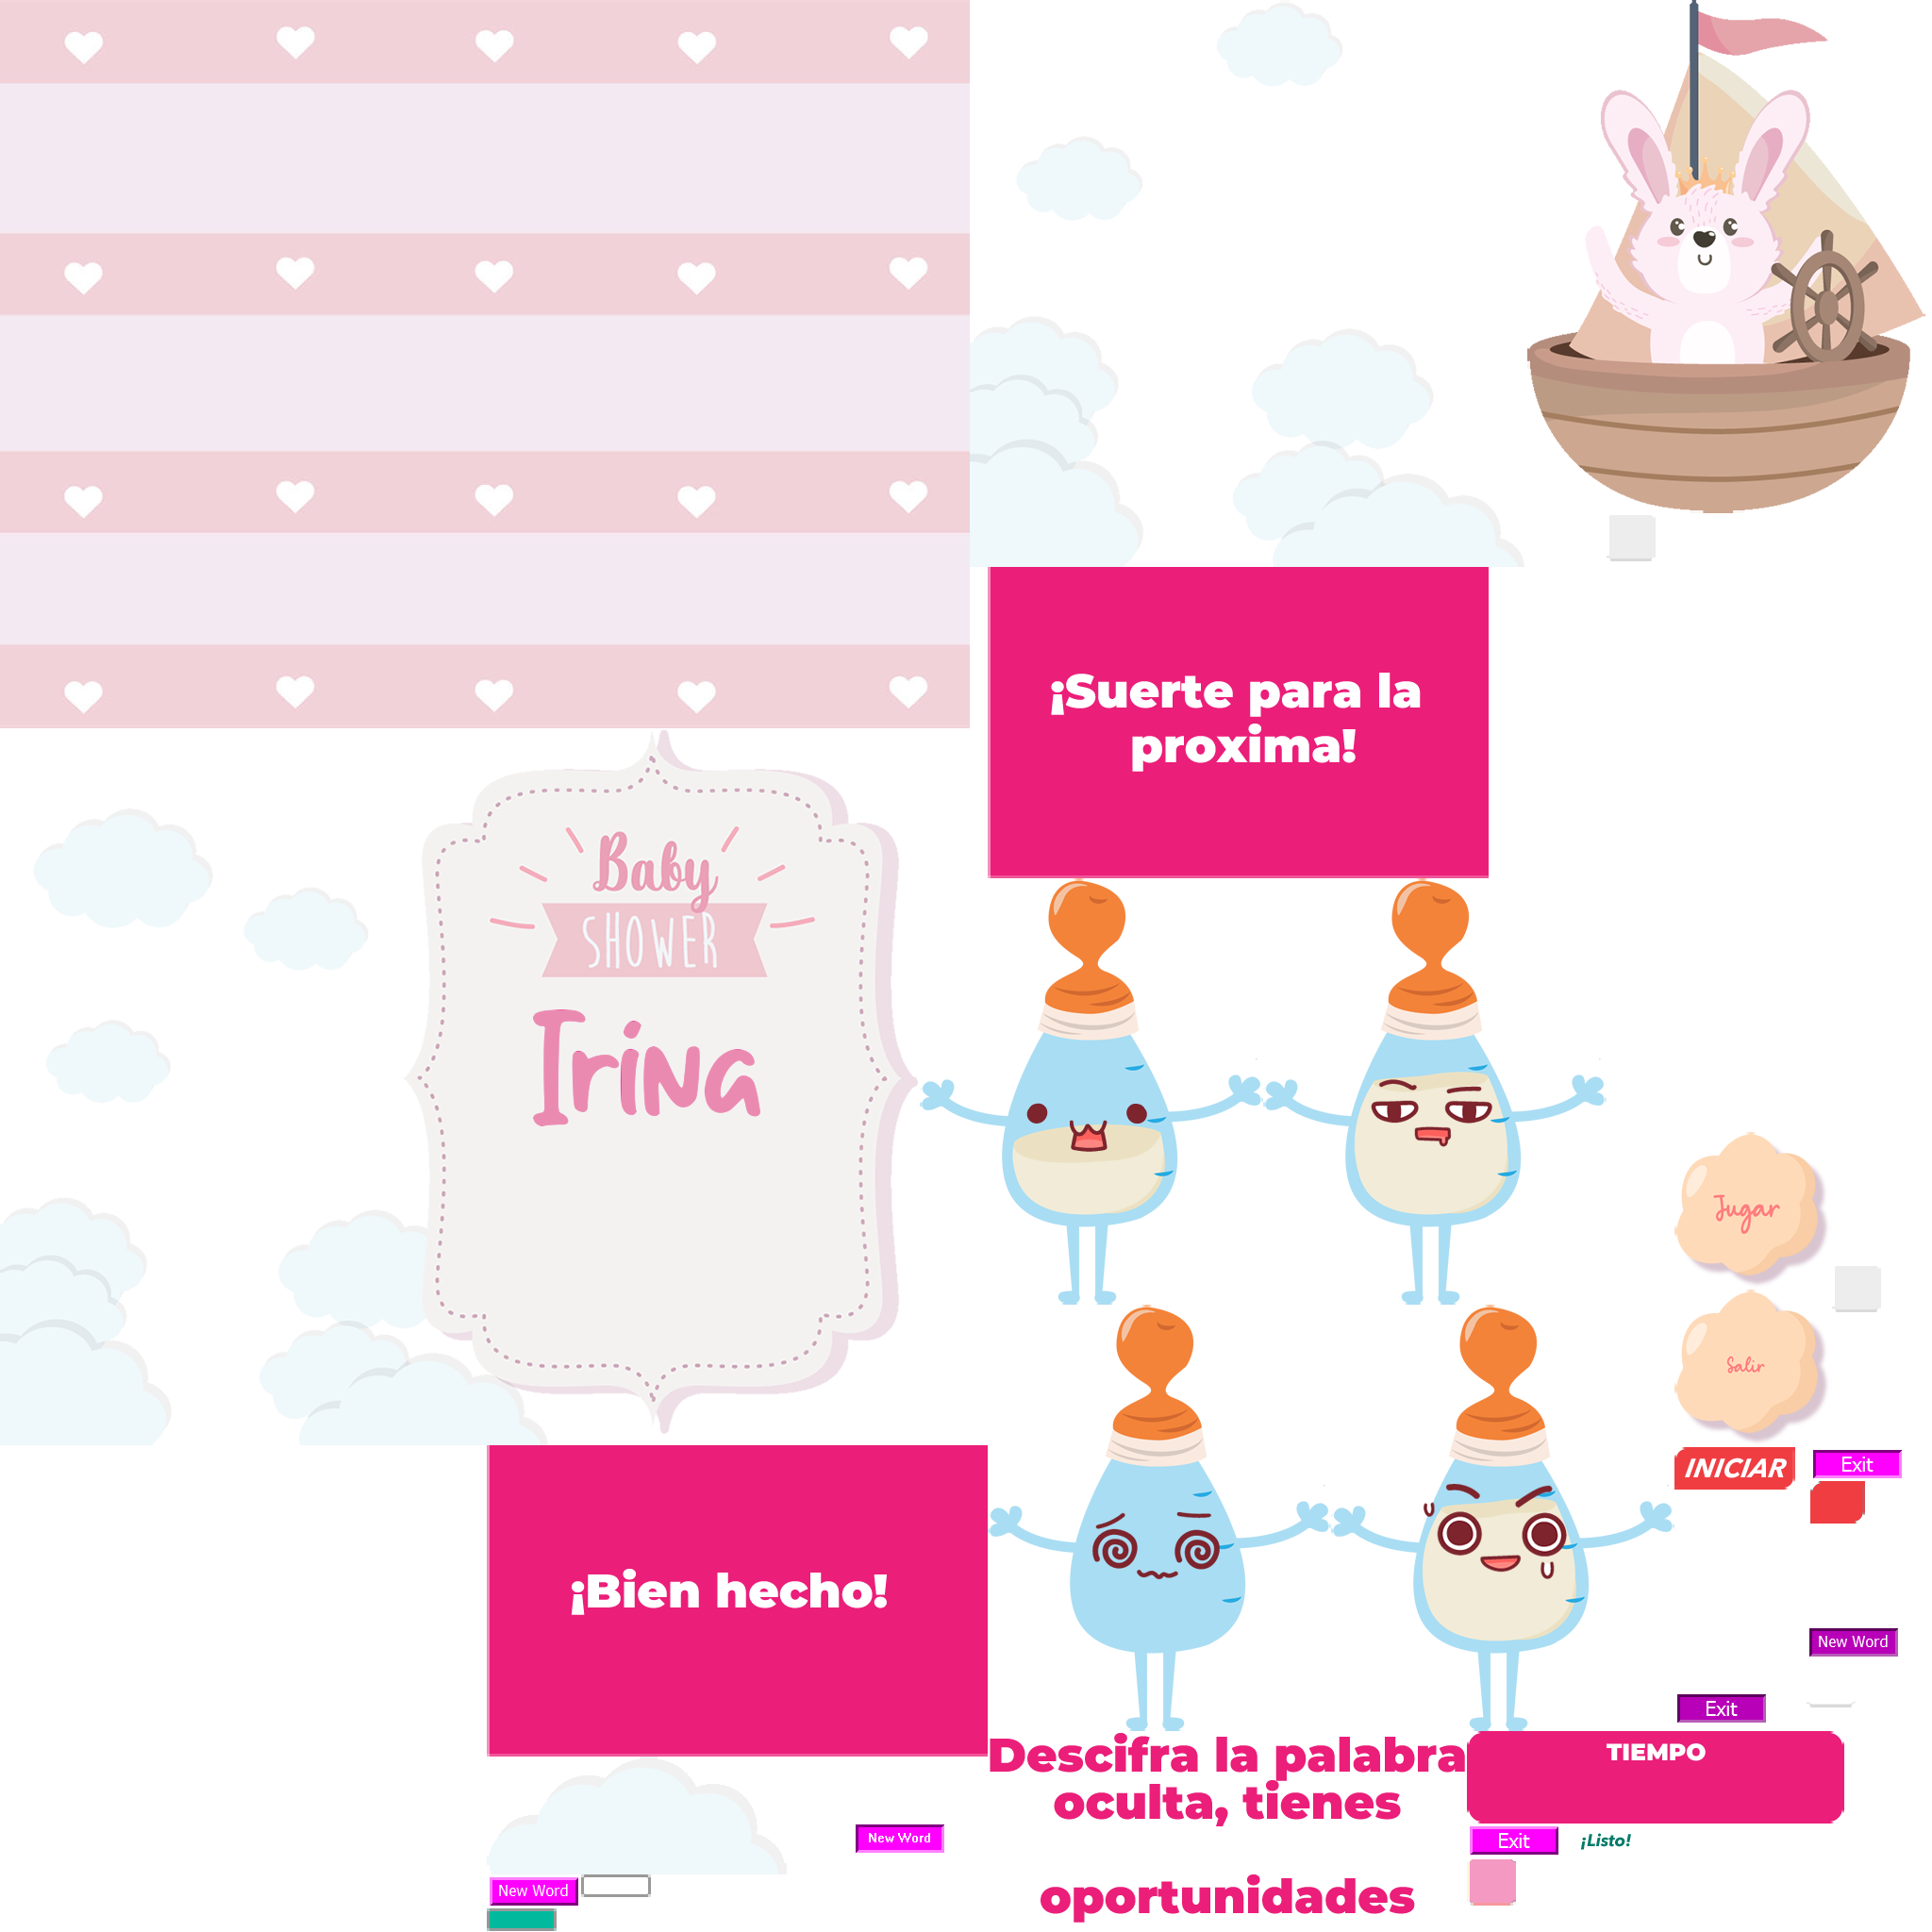 ¡Suerte para la
proxima!
Baby
SHOWER
Irina
Jugar
Salir
INICIAR
Exit
¡Bien hecho!
New Word
Exit
Descifra la palabra
oculta, tienes
oportunidades
TIEMPO
New Word
Exit
¡Listo!
New Word